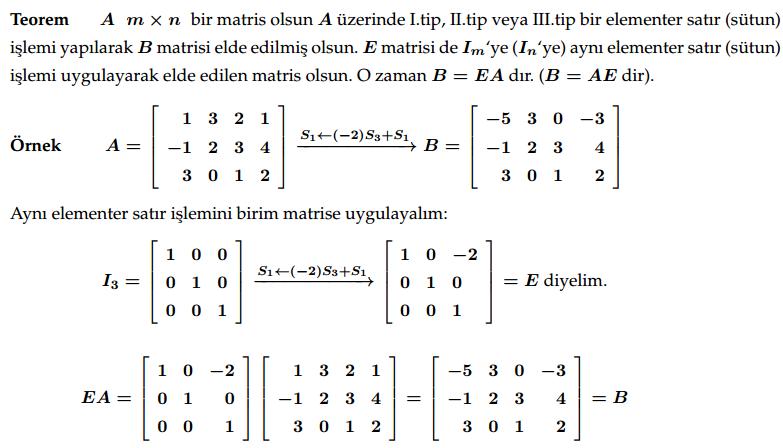 Teorem A m × n bir matris olsun A üzerinde I.tip, II.tip veya III.tip bir elementer satır (sütun)
işlemi yapılarak B matrisi elde edilmiş olsun. E matrisi de Iₘ'ye (Iₙ'ye) aynı elementer satır (sütun)
işlemi uygulayarak elde edilen matris olsun. O zaman B = EA dır. (B = AE dir).
Örnek A = [ 1 3 2 1 ; −1 2 3 4 ; 3 0 1 2 ] S₁←(−2)S₃+S₁ B = [ −5 3 0 −3 ; −1 2 3 4 ; 3 0 1 2 ]
Aynı elementer satır işlemini birim matrise uygulayalım:
I₃ = [ 1 0 0 ; 0 1 0 ; 0 0 1 ] S₁←(−2)S₃+S₁ [ 1 0 −2 ; 0 1 0 ; 0 0 1 ] = E diyelim.
EA = [ 1 0 −2 ; 0 1 0 ; 0 0 1 ] [ 1 3 2 1 ; −1 2 3 4 ; 3 0 1 2 ] = [ −5 3 0 −3 ; −1 2 3 4 ; 3 0 1 2 ] = B